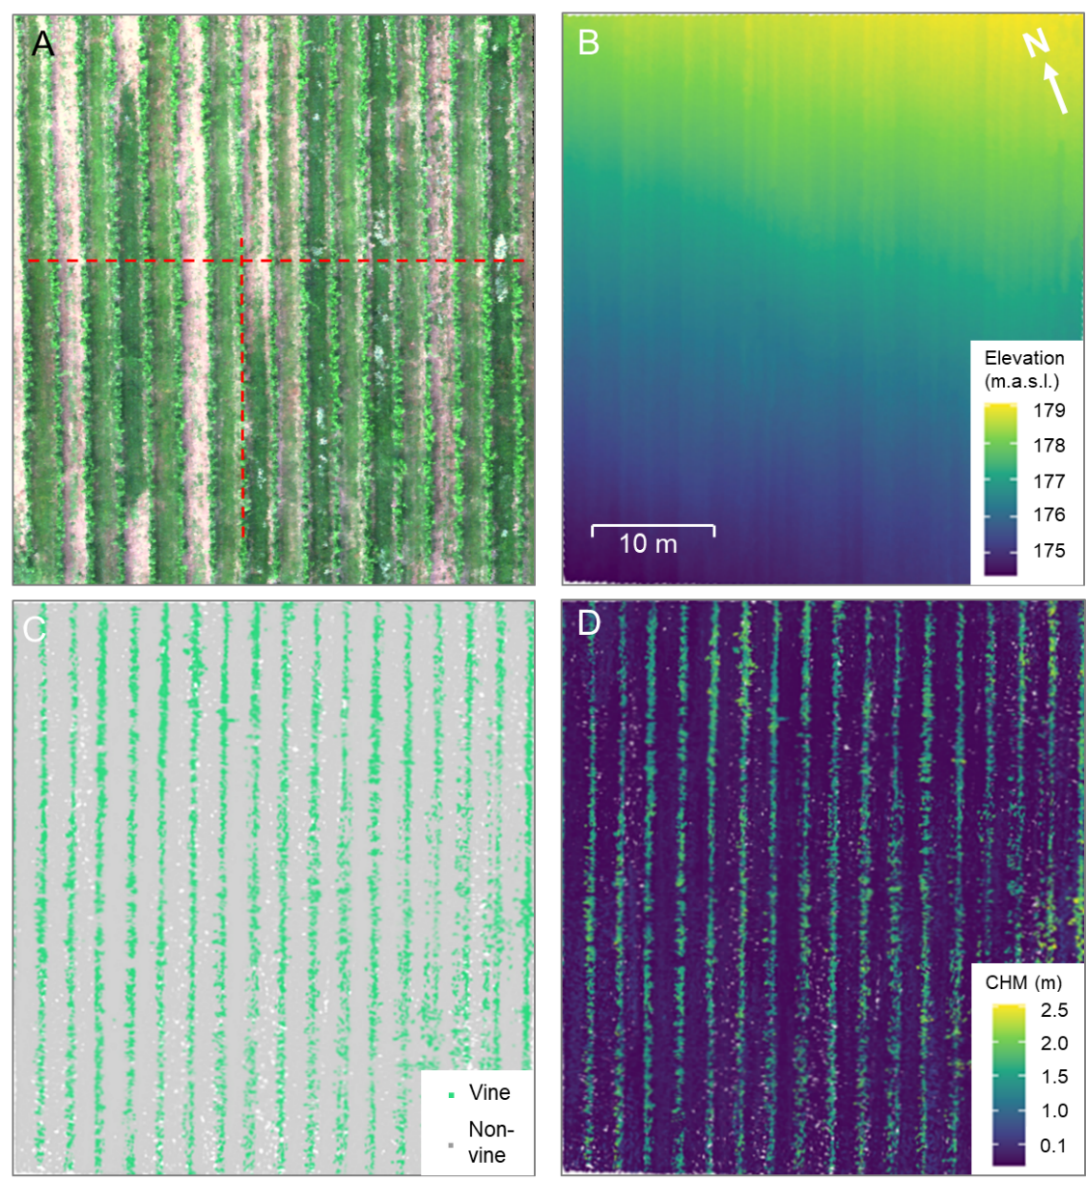 A
B
N
Elevation
(m.a.s.l.)
179
178
177
176
175
10 m
C
Vine
Non-
vine
D
CHM (m)
2.5
2.0
1.5
1.0
0.1